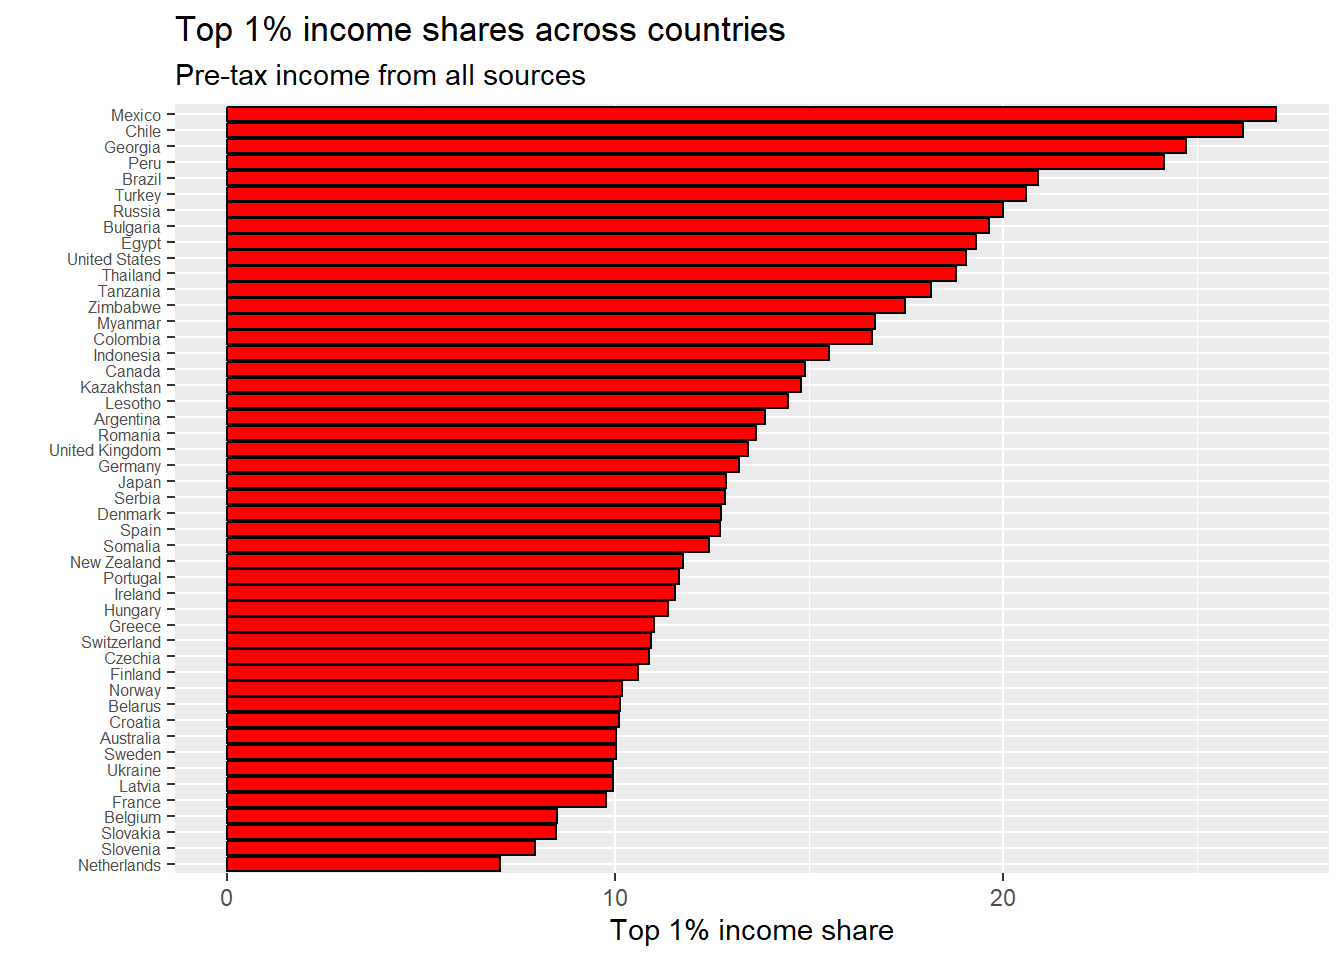 Top 1% income shares across countries
Pre-tax income from all sources
Mexico
Chile
Georgia
Peru
Brazil
Turkey
Russia
Bulgaria
Egypt
United States
Thailand
Tanzania
Zimbabwe
Myanmar
Colombia
Indonesia
Canada
Kazakhstan
Lesotho
Argentina
Romania
United Kingdom
Germany
Japan
Serbia
Denmark
Spain
Somalia
New Zealand
Portugal
Ireland
Hungary
Greece
Switzerland
Czechia
Finland
Norway
Belarus
Croatia
Australia
Sweden
Ukraine
Latvia
France
Belgium
Slovakia
Slovenia
Netherlands
0 10 20
Top 1% income share